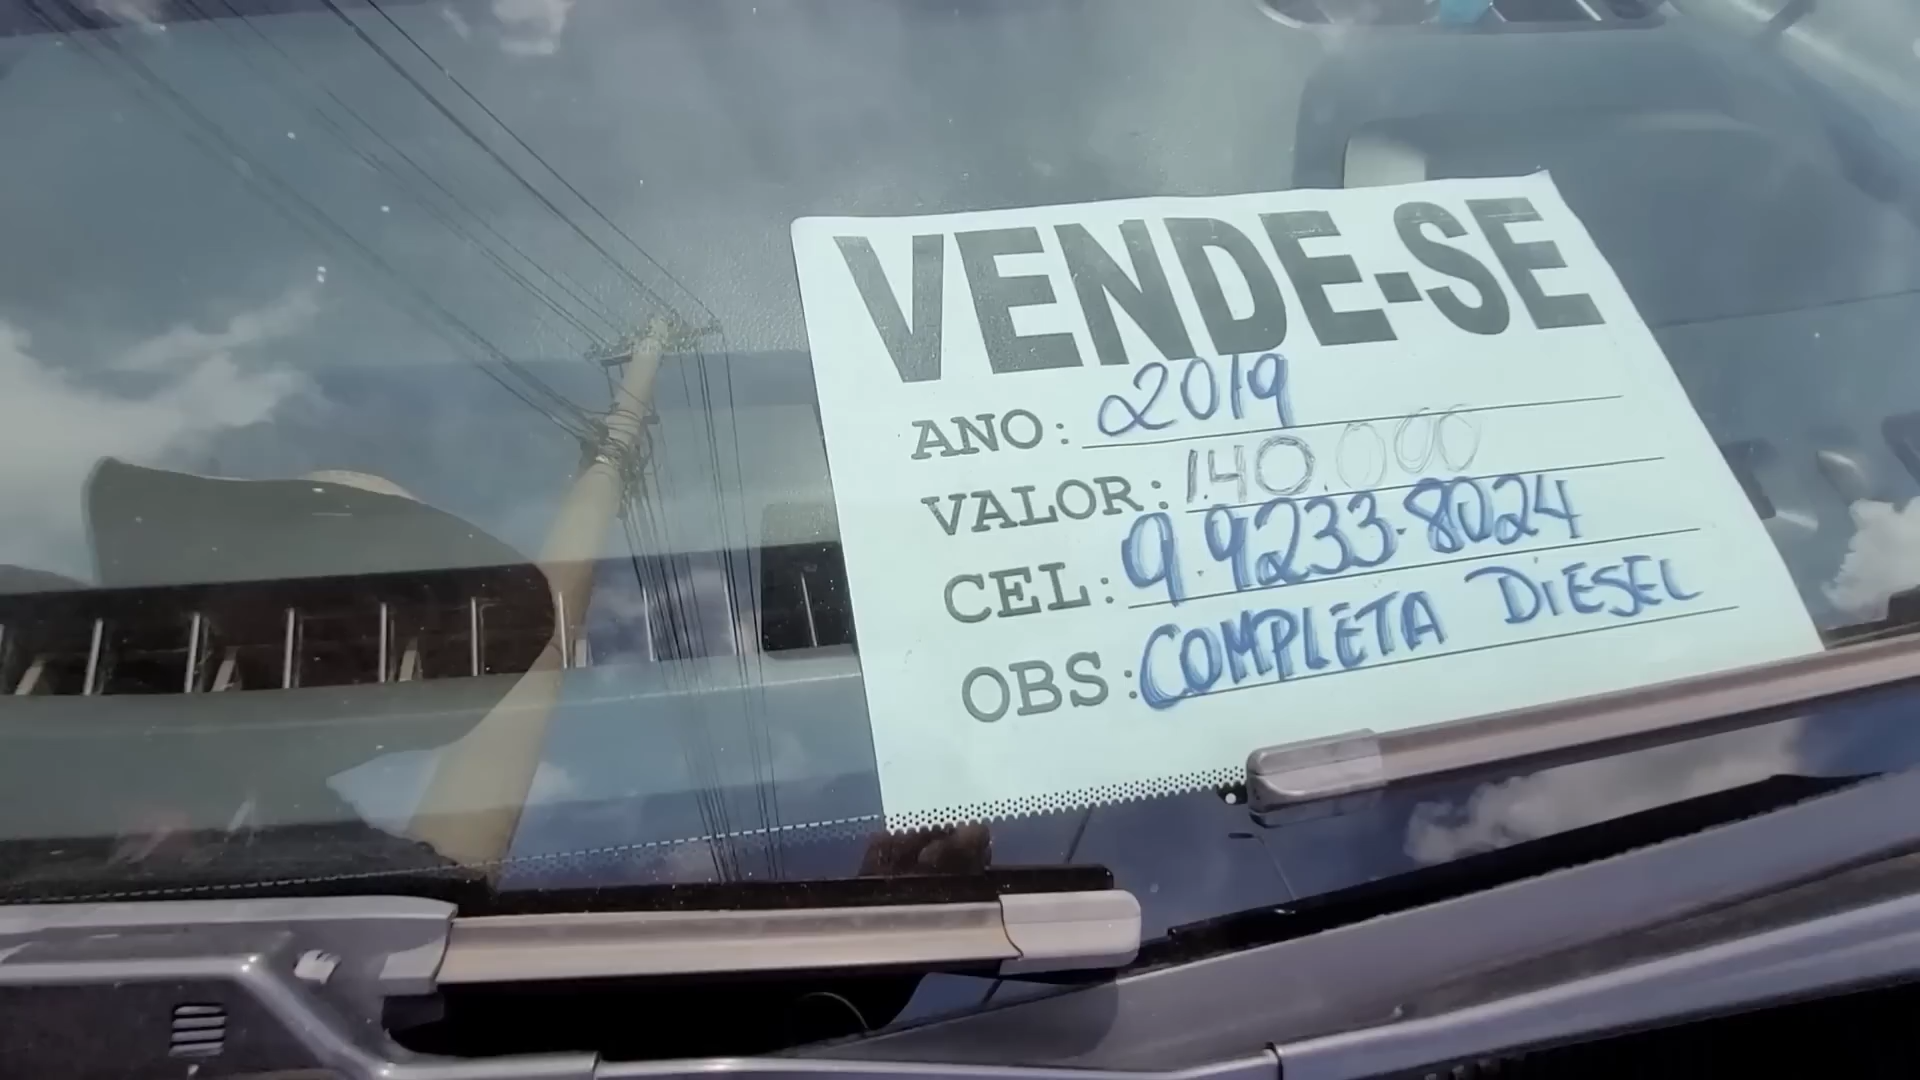 VENDE-SE
ANO: 2019
VALOR: 140.000
CEL: 9.9233-8024
OBS: COMPLETA DIESEL